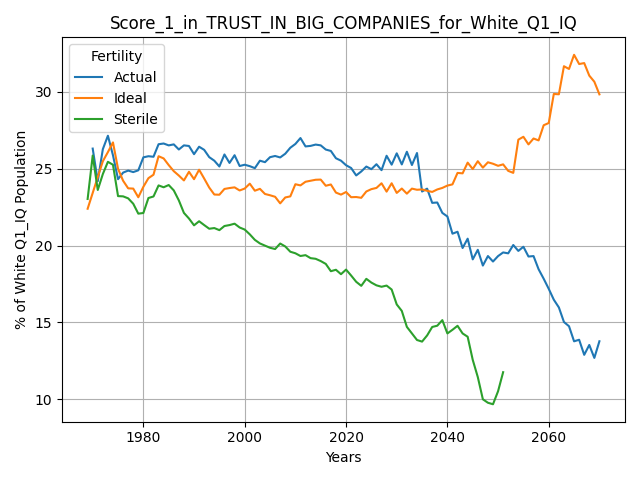 Score_1_in_TRUST_IN_BIG_COMPANIES_for_White_Q1_IQ
Fertility
Actual
Ideal
Sterile
% of White Q1_IQ Population
30
25
20
15
10
1980
2000
2020
2040
2060
Years